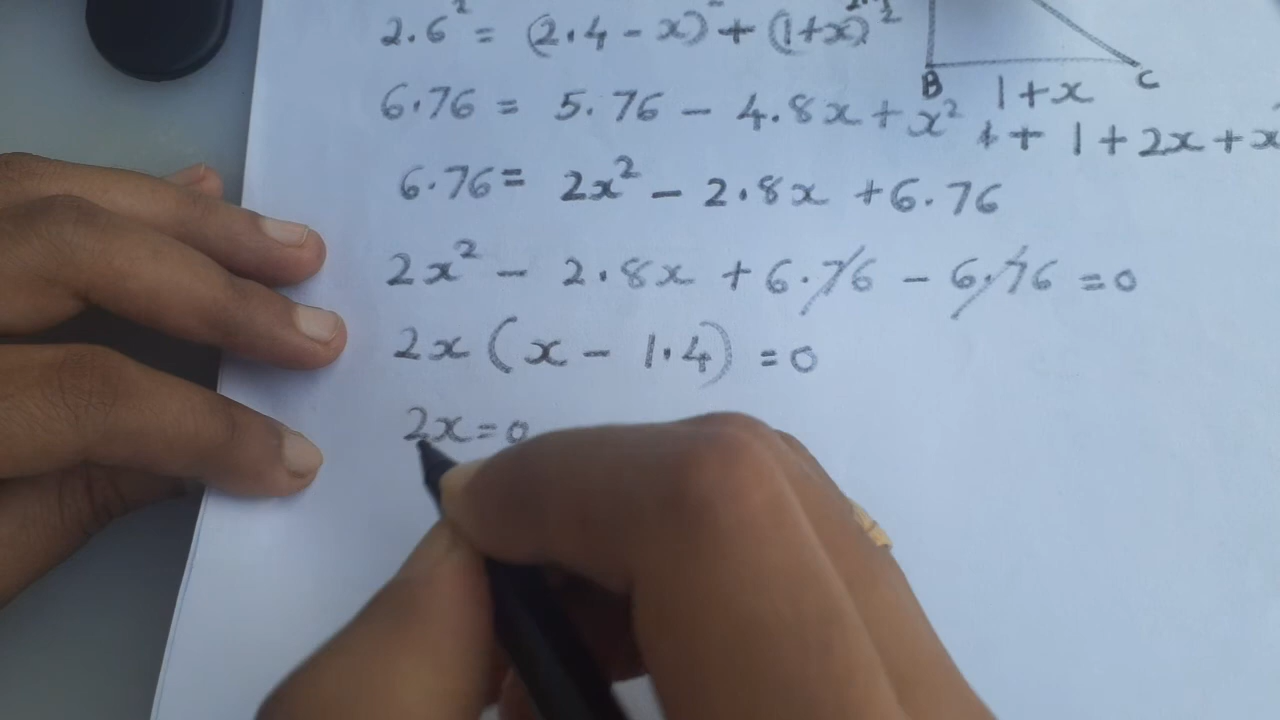 2.6² = (2.4 - x)² + (1+x)²
B 1+x C
6.76 = 5.76 - 4.8x + x² + 1 + 2x + x
6.76 = 2x² - 2.8x + 6.76
2x² - 2.8x + 6.76 - 6.76 = 0
2x (x - 1.4) = 0
2x = 0